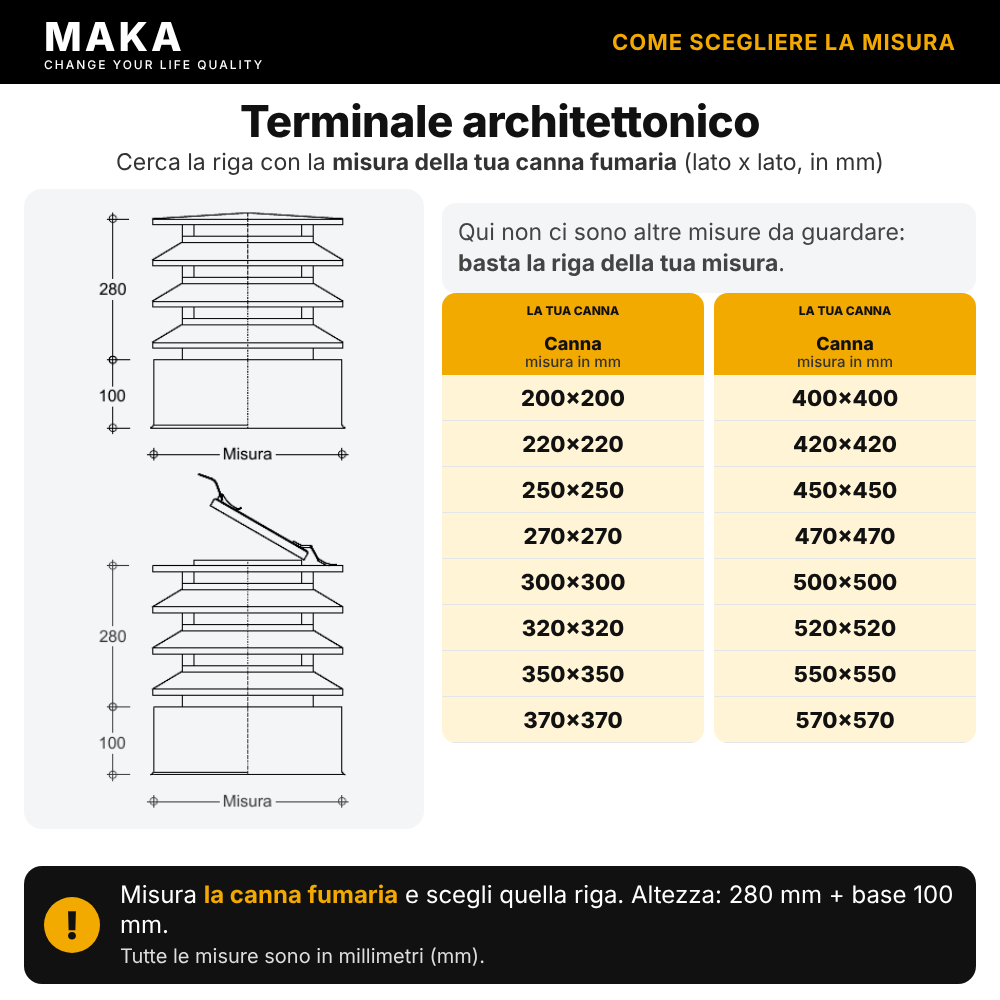 MAKA
CHANGE YOUR LIFE QUALITY
COME SCEGLIERE LA MISURA
Terminale architettonico
Cerca la riga con la misura della tua canna fumaria (lato x lato, in mm)
280
100
Misura
280
100
Misura
Qui non ci sono altre misure da guardare:
basta la riga della tua misura.
LA TUA CANNA
Canna
misura in mm
200×200
220×220
250×250
270×270
300×300
320×320
350×350
370×370
LA TUA CANNA
Canna
misura in mm
400×400
420×420
450×450
470×470
500×500
520×520
550×550
570×570
!
Misura la canna fumaria e scegli quella riga. Altezza: 280 mm + base 100
mm.
Tutte le misure sono in millimetri (mm).